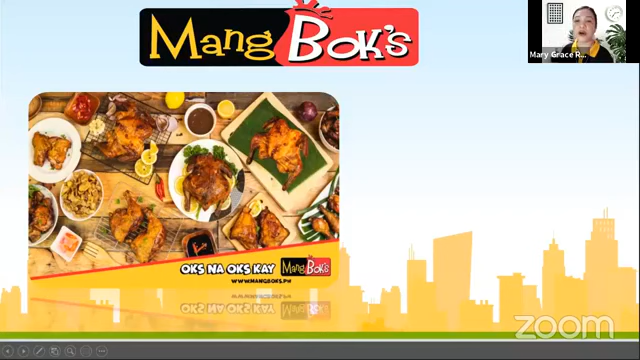 Mang Bok's
Mary Grace R...
OKS NA OKS KAY Mang Bok's
WWW.MANGBOKS.PH
zoom